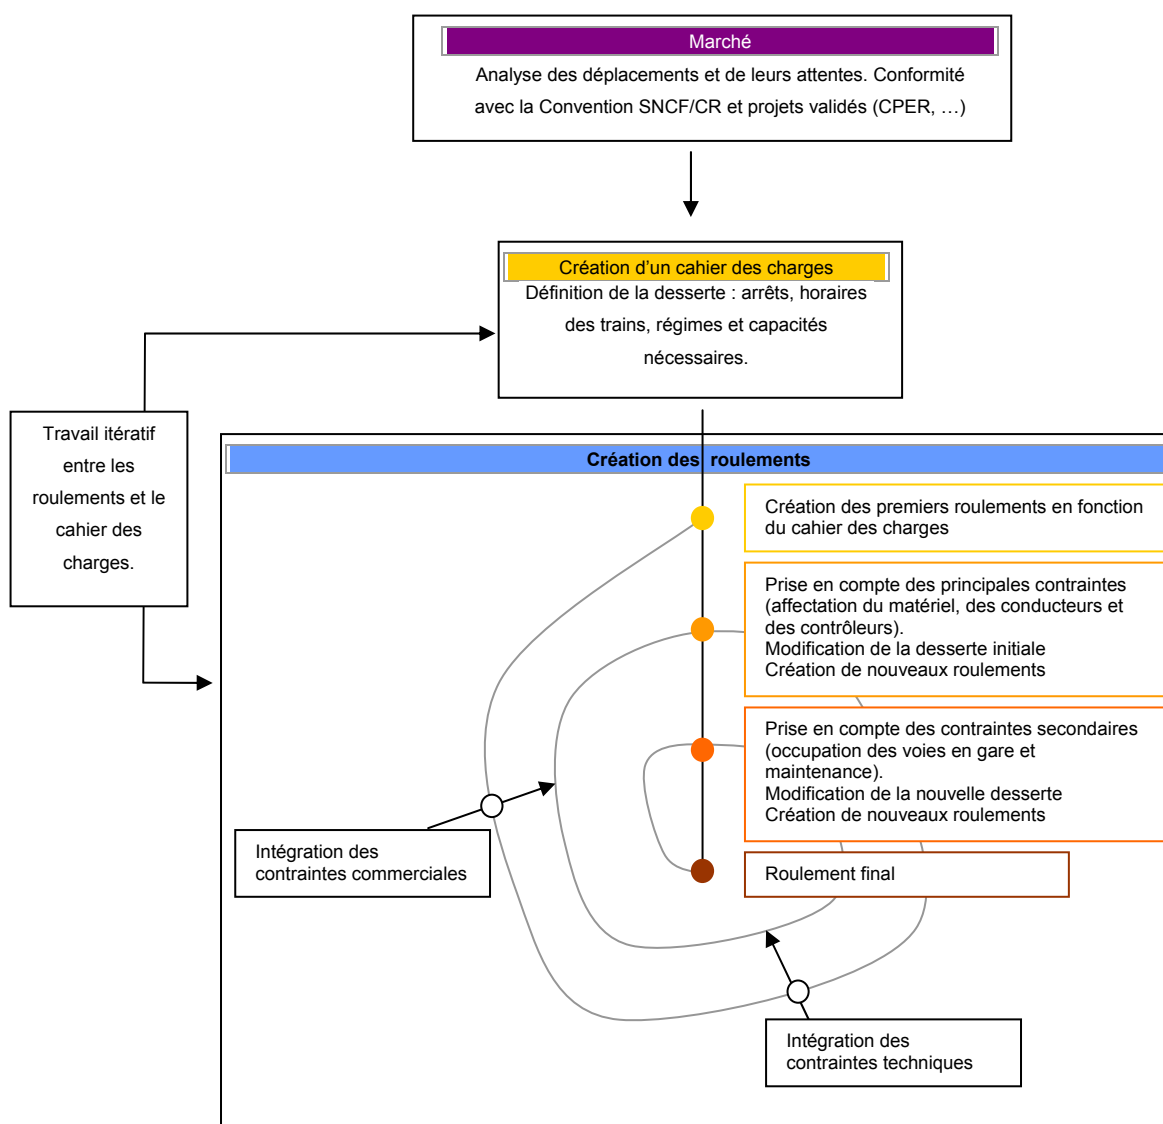 Marché
Analyse des déplacements et de leurs attentes. Conformité
avec la Convention SNCF/CR et projets validés (CPER, …)
Création d’un cahier des charges
Définition de la desserte : arrêts, horaires
des trains, régimes et capacités
nécessaires.
Travail itératif
entre les
roulements et le
cahier des
charges.
Création des roulements
Création des premiers roulements en fonction
du cahier des charges
Prise en compte des principales contraintes
(affectation du matériel, des conducteurs et
des contrôleurs).
Modification de la desserte initiale
Création de nouveaux roulements
Prise en compte des contraintes secondaires
(occupation des voies en gare et
maintenance).
Modification de la nouvelle desserte
Création de nouveaux roulements
Intégration des
contraintes commerciales
Roulement final
Intégration des
contraintes techniques